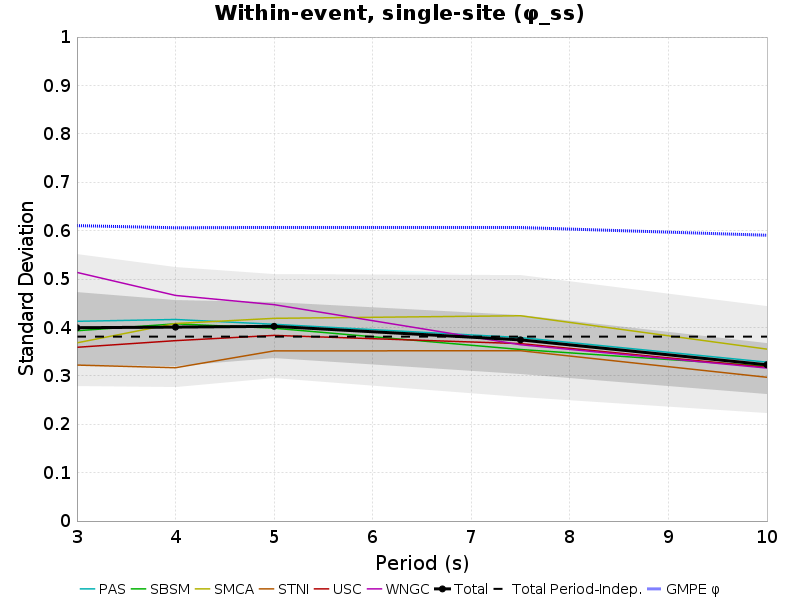 Within-event, single-site (φ_ss)
1
0.9
0.8
0.7
0.6
0.5
0.4
0.3
0.2
0.1
0
Standard Deviation
3 4 5 6 7 8 9 10
Period (s)
PAS SBSM SMCA STNI USC WNGC Total Total Period-Indep. GMPE φ